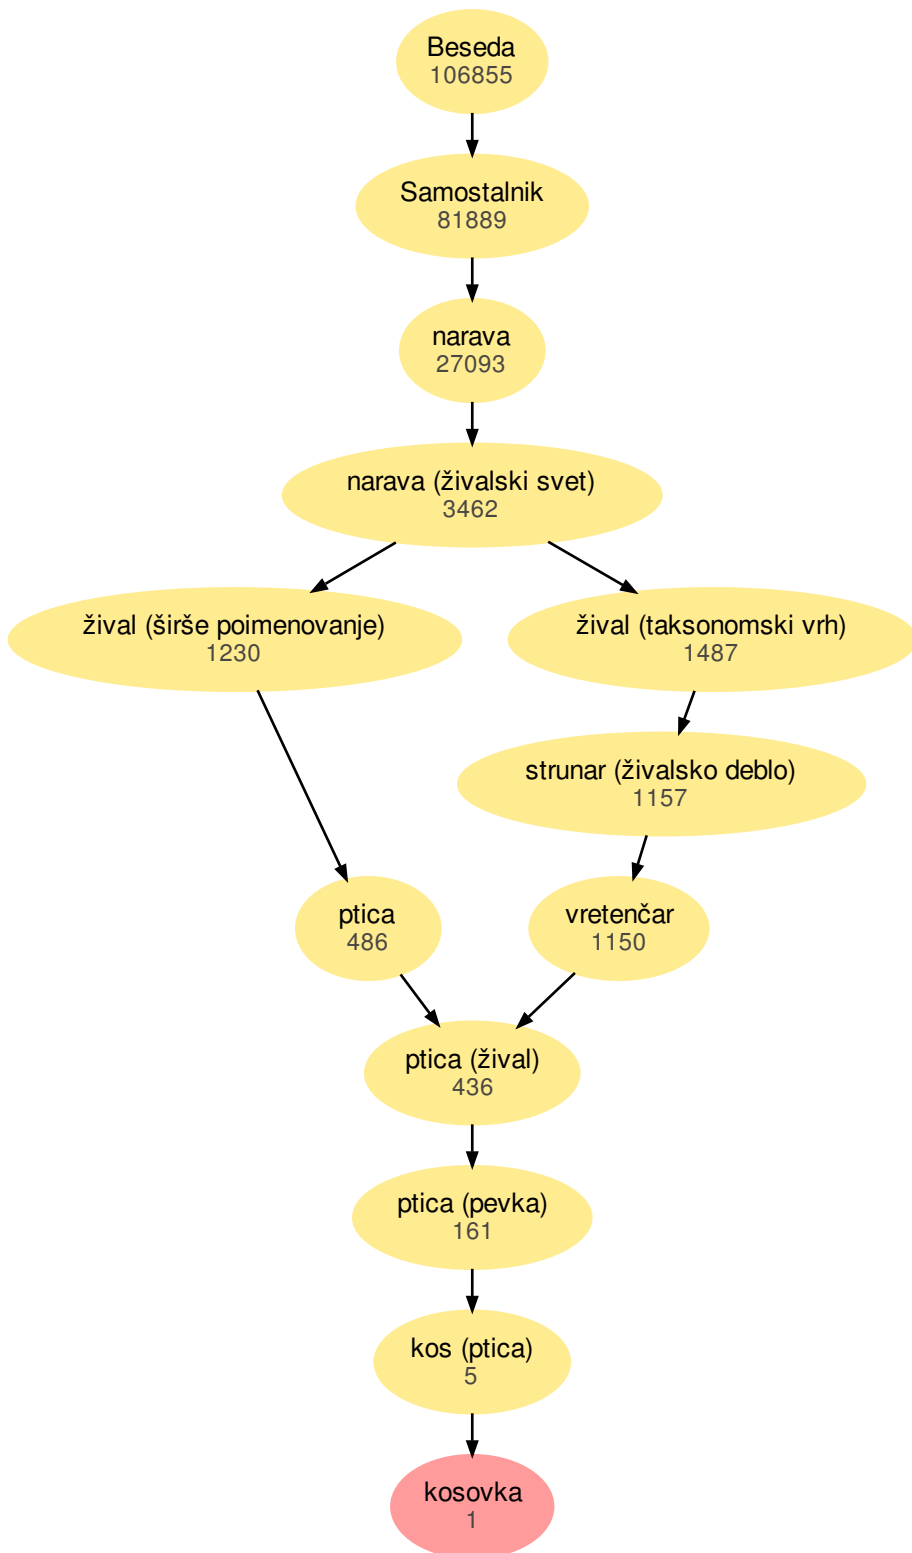 Beseda
106855
Samostalnik
81889
narava
27093
narava (živalski svet)
3462
žival (širše poimenovanje)
1230
žival (taksonomski vrh)
1487
strunar (živalsko deblo)
1157
ptica
486
vretenčar
1150
ptica (žival)
436
ptica (pevka)
161
kos (ptica)
5
kosovka
1